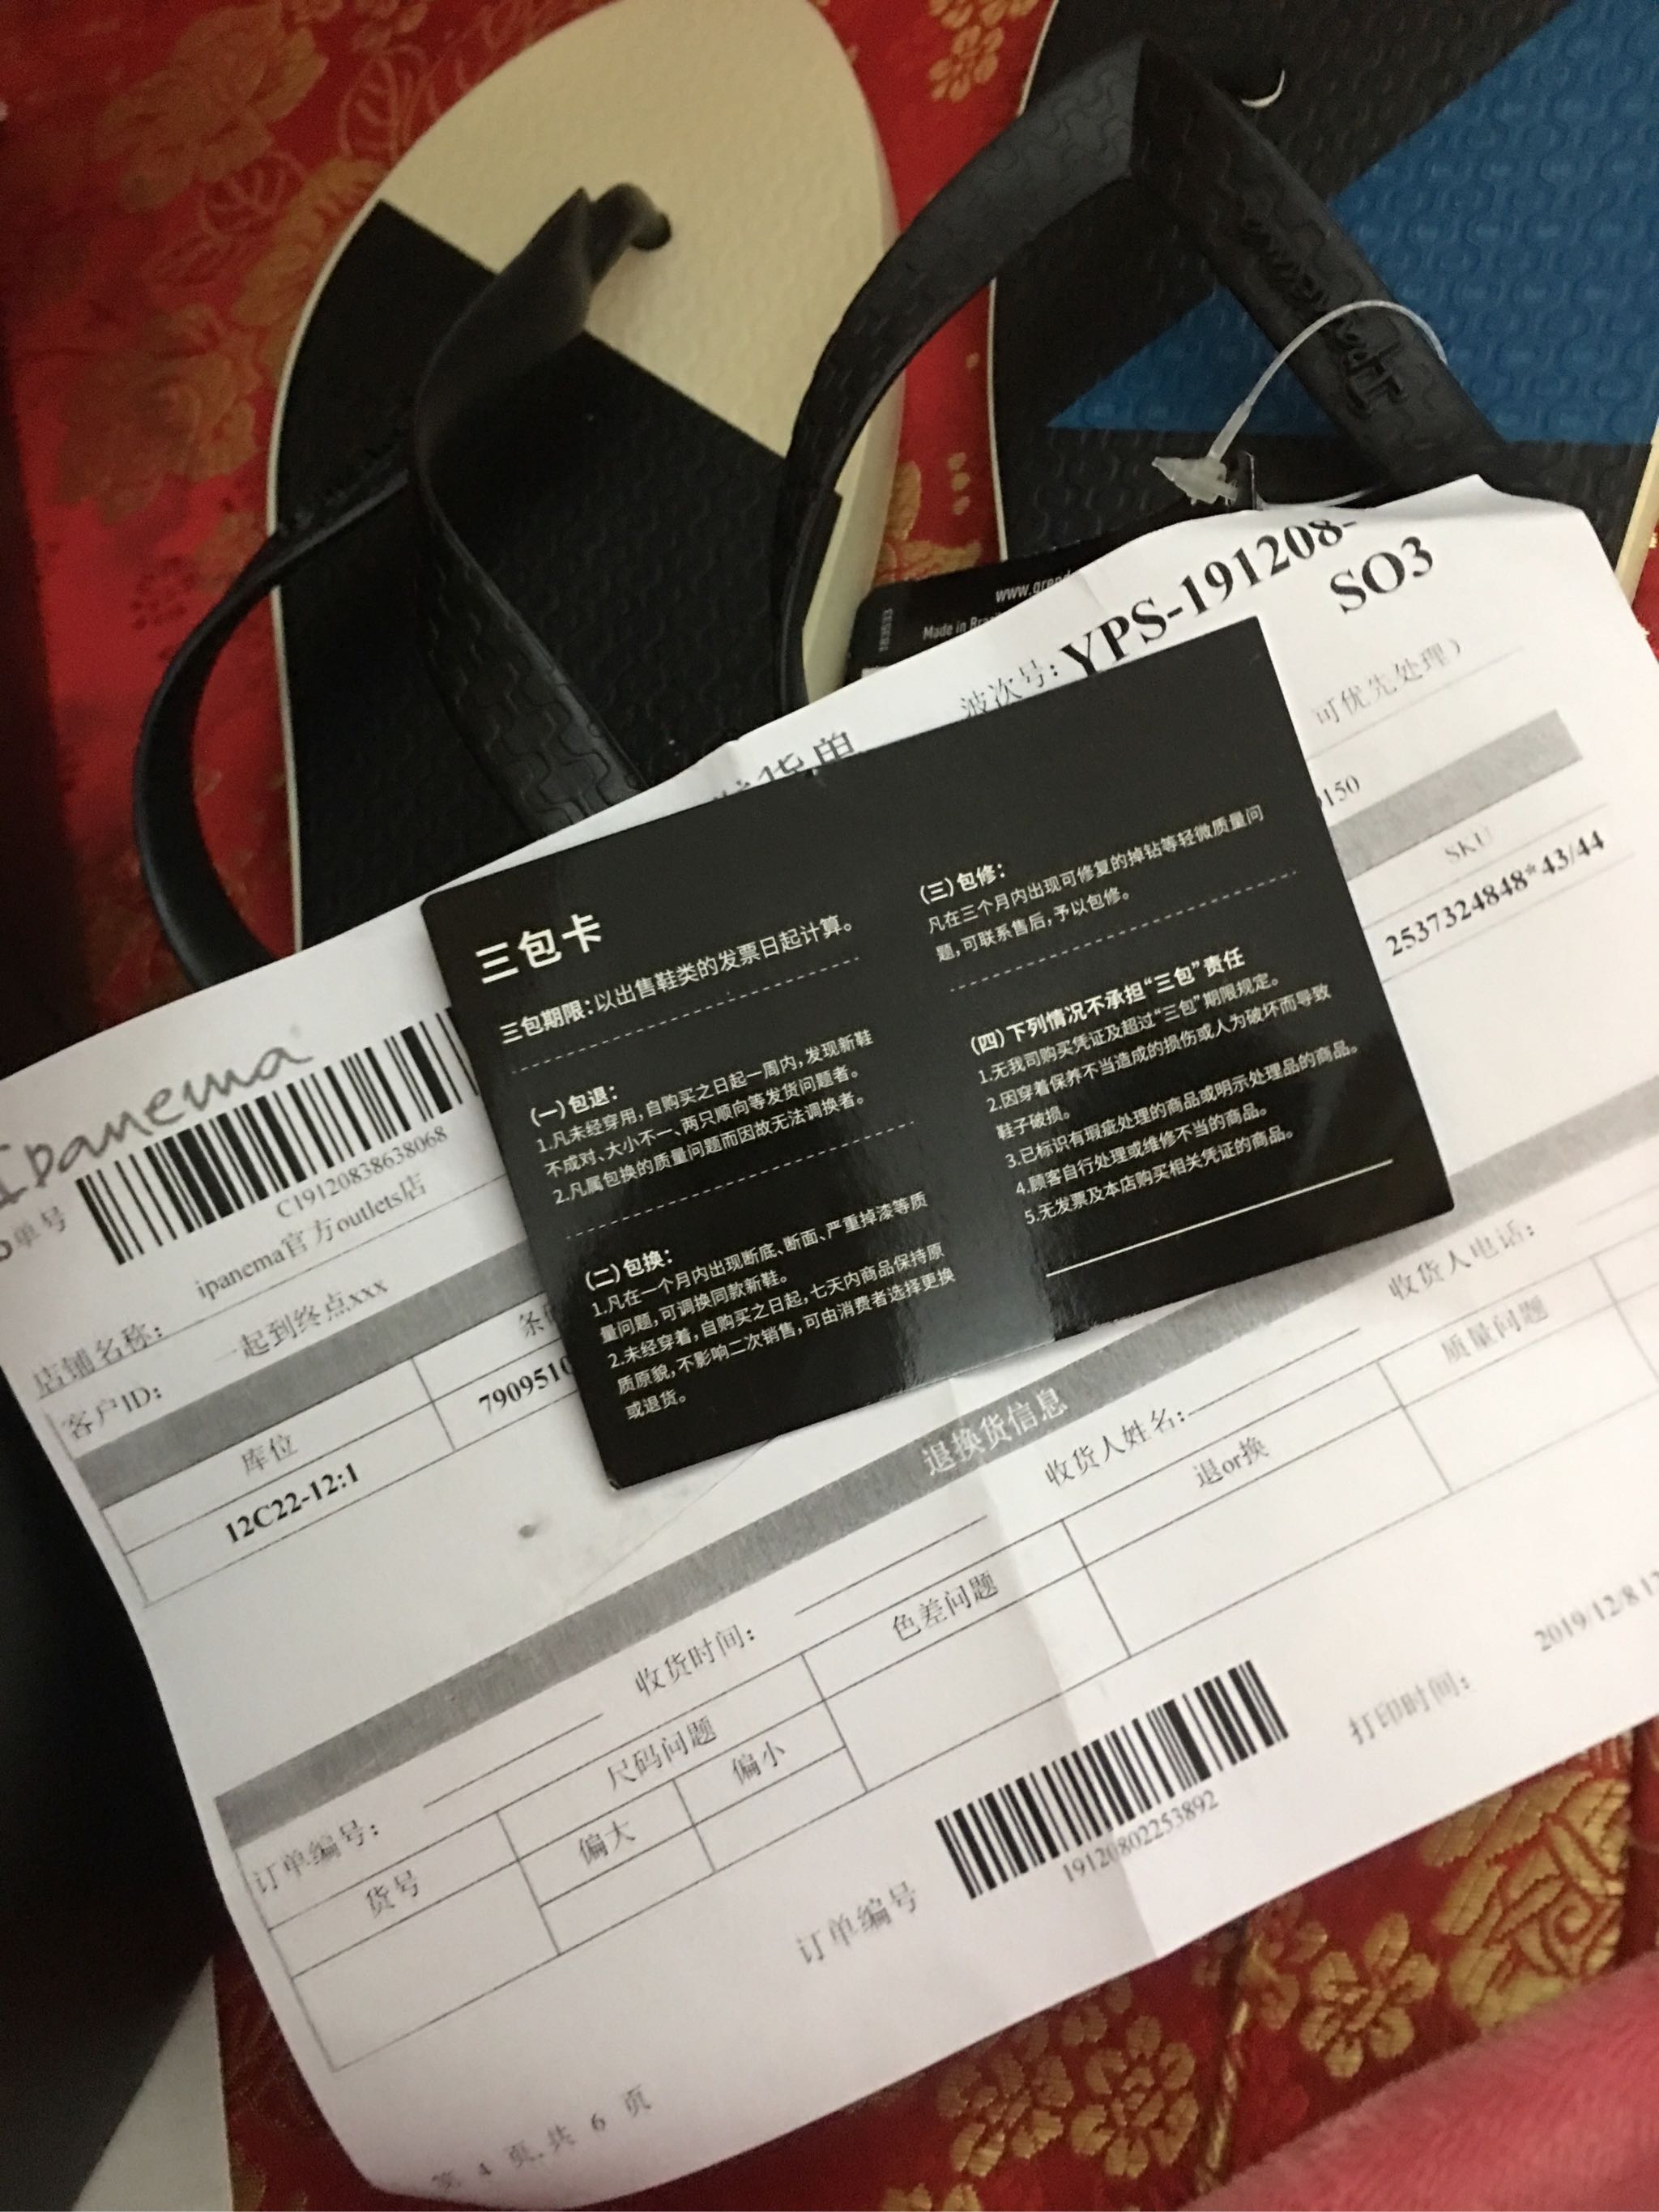 Ipanema
www.grend
Made in Bra
183533
波次号：YPS-191208-
SO3
货单
可优先处理）
单号
C191208386380​68
店铺名称：
ipanema官方outlets店
客户ID：
一起到终点xxx
150
库位
条
SKU
12C22-12:1
790951
2537324848*43/44
三包卡
三包期限：以出售鞋类的发票日起计算。
（一）包退：
1.凡未经穿用，自购买之日起一周内，发现新鞋
不成对、大小不一、两只顺向等发货问题者。
2.凡属包换的质量问题而因故无法调换者。
（二）包换：
1.凡在一个月内出现断底、断面、严重掉漆等质
量问题，可调换同款新鞋。
2.未经穿着，自购买之日起，七天内商品保持原
质原貌，不影响二次销售，可由消费者选择更换
或退货。
（三）包修：
凡在三个月内出现可修复的掉钻等轻微质量问
题，可联系售后，予以包修。
（四）下列情况不承担“三包”责任
1.无我司购买凭证及超过“三包”期限规定。
2.因穿着保养不当造成的损伤或人为破坏而导致
鞋子破损。
3.已标识有瑕疵处理的商品或明示处理品的商品。
4.顾客自行处理或维修不当的商品。
5.无发票及本店购买相关凭证的商品。
退换货信息
订单编号：
收货时间：
收货人姓名：
收货人电话：
货号
尺码问题
偏大
偏小
色差问题
退or换
质量问题
订单编号
19120802253892
打印时间：
2019/12/8 1
第 4 页,共 6 页